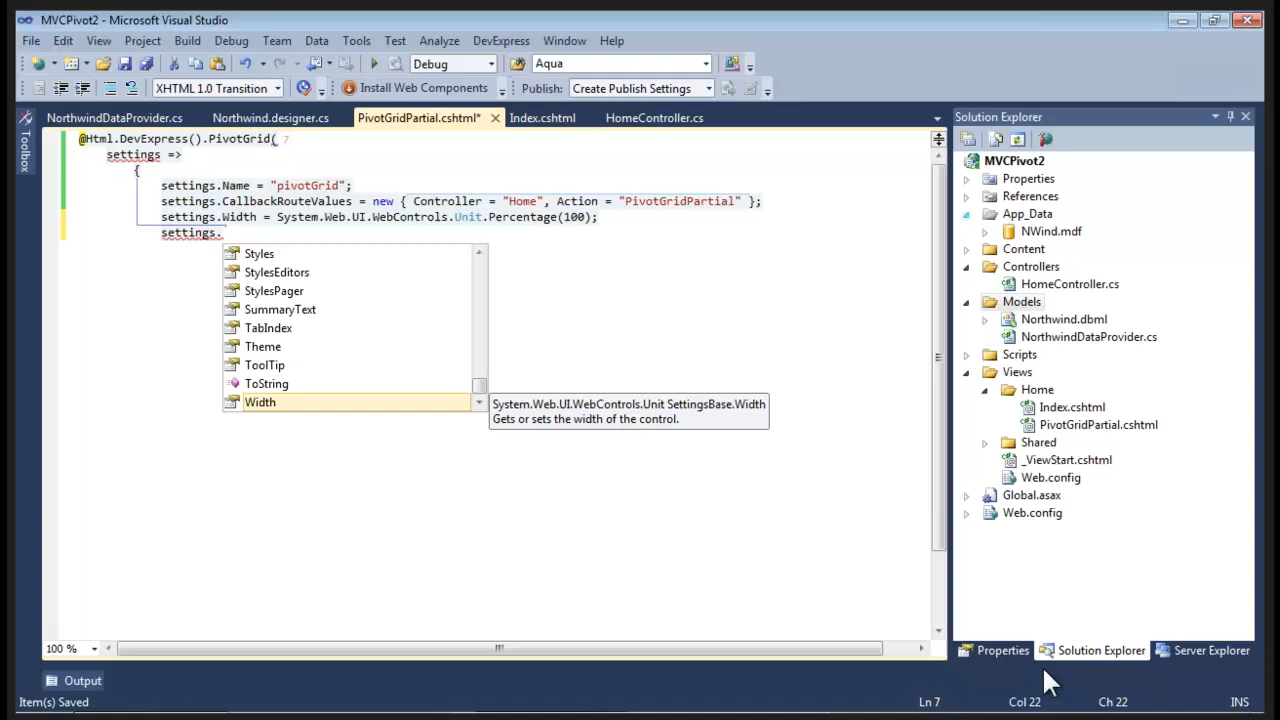 MVCPivot2 - Microsoft Visual Studio
File Edit View Project Build Debug Team Data Tools Test Analyze DevExpress Window Help
Debug Aqua
XHTML 1.0 Transition Install Web Components Publish: Create Publish Settings
Toolbox
NorthwindDataProvider.cs Northwind.designer.cs PivotGridPartial.cshtml* Index.cshtml HomeController.cs
@Html.DevExpress().PivotGrid( 7
settings =>
{
settings.Name = "pivotGrid";
settings.CallbackRouteValues = new { Controller = "Home", Action = "PivotGridPartial" };
settings.Width = System.Web.UI.WebControls.Unit.Percentage(100);
settings.
Styles
StylesEditors
StylesPager
SummaryText
TabIndex
Theme
ToolTip
ToString
Width
System.Web.UI.WebControls.Unit SettingsBase.Width
Gets or sets the width of the control.
100 %
Solution Explorer
MVCPivot2
Properties
References
App_Data
NWind.mdf
Content
Controllers
HomeController.cs
Models
Northwind.dbml
NorthwindDataProvider.cs
Scripts
Views
Home
Index.cshtml
PivotGridPartial.cshtml
Shared
_ViewStart.cshtml
Web.config
Global.asax
Web.config
Properties Solution Explorer Server Explorer
Output
Item(s) Saved Ln 7 Col 22 Ch 22 INS